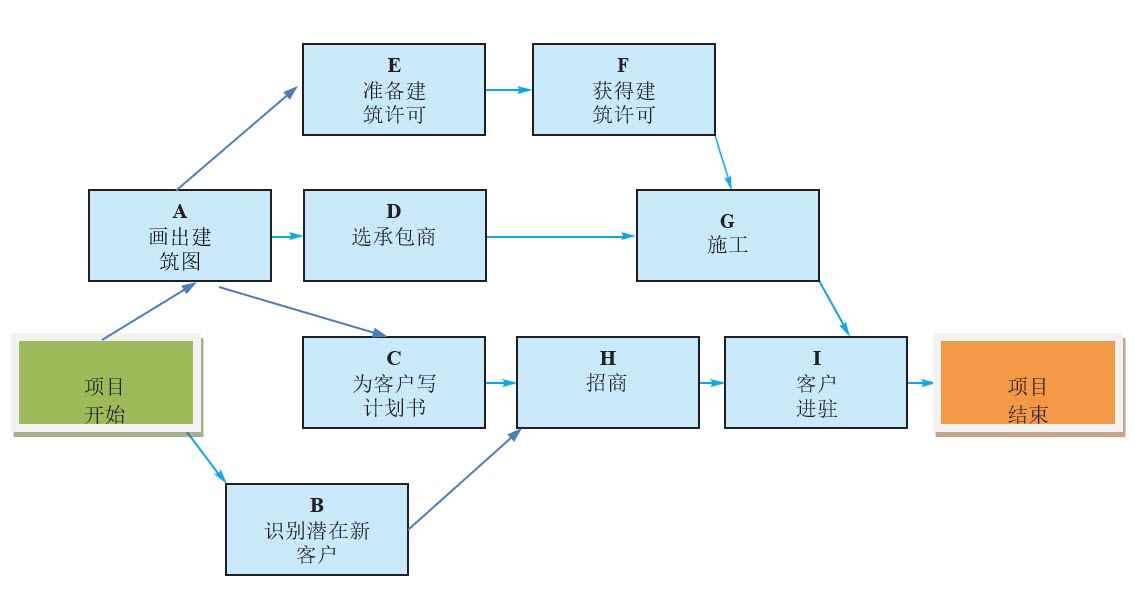 E
准备建
筑许可
F
获得建
筑许可
A
画出建
筑图
D
选承包商
G
施工
项目
开始
C
为客户写
计划书
H
招商
I
客户
进驻
项目
结束
B
识别潜在新
客户